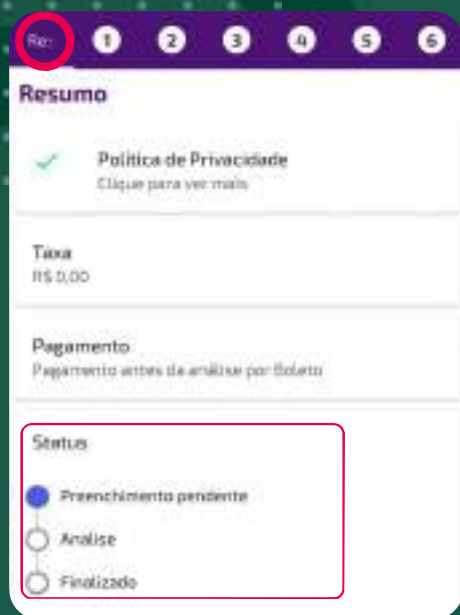 Re: 1 2 3 4 5 6
Resumo
Política de Privacidade
Clique para ver mais
Taxa
R$ 0,00
Pagamento
Pagamento antes da análise por Boleto
Status
Preenchimento pendente
Análise
Finalizado